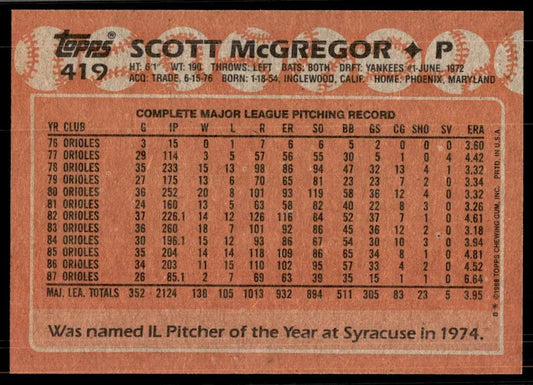 Topps SCOTT McGREGOR ✦ P
419 HT: 6'1" WT: 190 THROWS: LEFT BATS: BOTH DRFT: YANKEES #1-JUNE, 1972
ACQ: TRADE, 6-15-76 BORN: 1-18-54, INGLEWOOD, CALIF. HOME: PHOENIX, MARYLAND
COMPLETE MAJOR LEAGUE PITCHING RECORD
YR CLUB G IP W L R ER SO BB GS CG SHO SV ERA
76 ORIOLES 3 15 0 1 7 6 6 5 2 0 0 0 3.60
77 ORIOLES 29 114 3 5 57 56 55 30 5 1 0 4 4.42
78 ORIOLES 35 233 15 13 98 86 94 47 32 13 4 1 3.32
79 ORIOLES 27 175 13 6 70 65 81 23 23 7 2 0 3.34
80 ORIOLES 36 252 20 8 101 93 119 58 36 12 4 0 3.32
81 ORIOLES 24 160 13 5 63 58 82 40 22 8 3 0 3.26
82 ORIOLES 37 226.1 14 12 126 116 84 52 37 7 1 0 4.61
83 ORIOLES 36 260 18 7 101 92 86 45 36 12 2 0 3.18
84 ORIOLES 30 196.1 15 12 93 86 67 54 30 10 3 0 3.94
85 ORIOLES 35 204 14 14 118 109 86 65 34 8 1 0 4.81
86 ORIOLES 34 203 11 15 110 102 95 57 33 4 2 0 4.52
87 ORIOLES 26 85.1 2 7 69 63 39 35 15 1 1 0 6.64
MAJ. LEA. TOTALS 352 2124 138 105 1013 932 894 511 305 83 23 5 3.95
Was named IL Pitcher of the Year at Syracuse in 1974.
©1988 TOPPS CHEWING GUM, INC. PRTD. IN U.S.A.